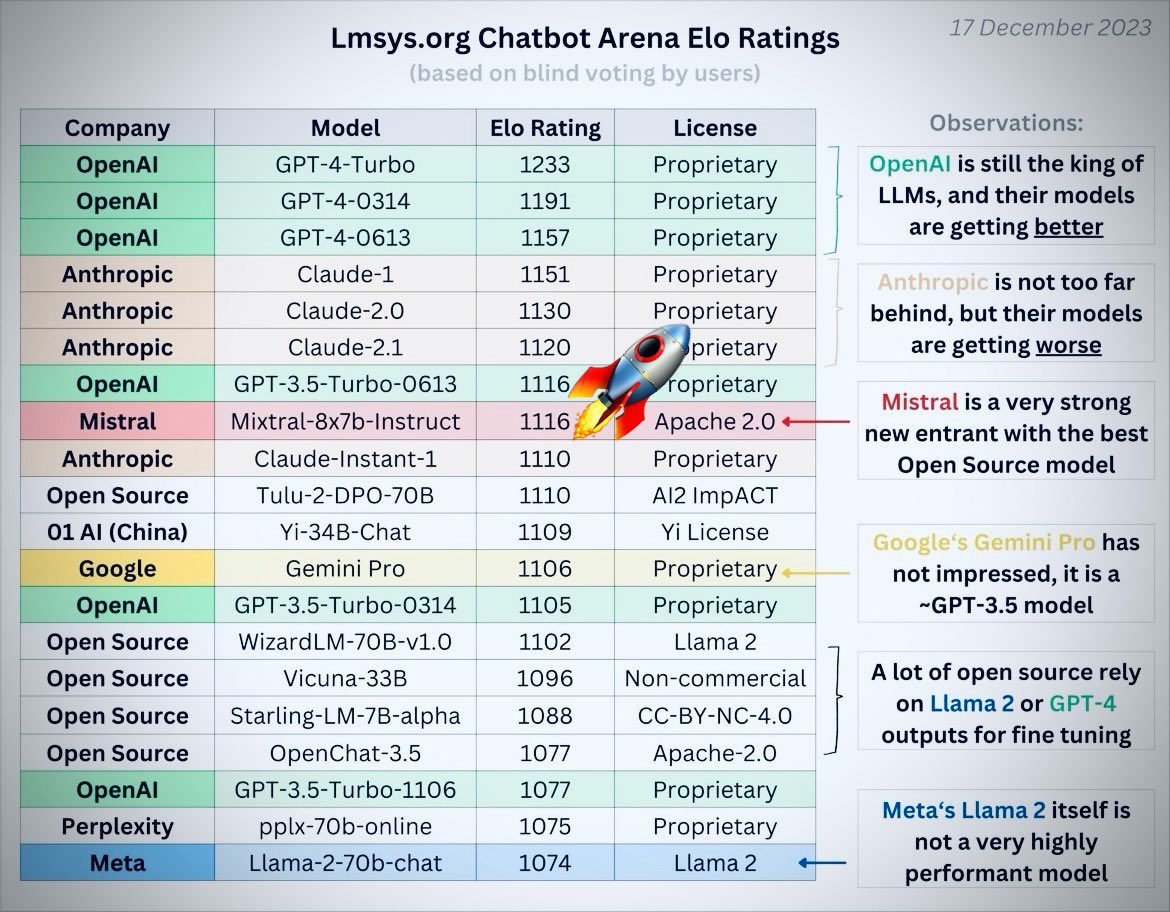 17 December 2023
Lmsys.org Chatbot Arena Elo Ratings
(based on blind voting by users)
Company Model Elo Rating License
OpenAI GPT-4-Turbo 1233 Proprietary
OpenAI GPT-4-0314 1191 Proprietary
OpenAI GPT-4-0613 1157 Proprietary
Anthropic Claude-1 1151 Proprietary
Anthropic Claude-2.0 1130 Proprietary
Anthropic Claude-2.1 1120 oprietary
OpenAI GPT-3.5-Turbo-0613 1116 roprietary
Mistral Mixtral-8x7b-Instruct 1116 Apache 2.0
Anthropic Claude-Instant-1 1110 Proprietary
Open Source Tulu-2-DPO-70B 1110 AI2 ImpACT
01 AI (China) Yi-34B-Chat 1109 Yi License
Google Gemini Pro 1106 Proprietary
OpenAI GPT-3.5-Turbo-0314 1105 Proprietary
Open Source WizardLM-70B-v1.0 1102 Llama 2
Open Source Vicuna-33B 1096 Non-commercial
Open Source Starling-LM-7B-alpha 1088 CC-BY-NC-4.0
Open Source OpenChat-3.5 1077 Apache-2.0
OpenAI GPT-3.5-Turbo-1106 1077 Proprietary
Perplexity pplx-70b-online 1075 Proprietary
Meta Llama-2-70b-chat 1074 Llama 2
Observations:
OpenAI is still the king of
LLMs, and their models
are getting better
Anthropic is not too far
behind, but their models
are getting worse
Mistral is a very strong
new entrant with the best
Open Source model
Google‘s Gemini Pro has
not impressed, it is a
~GPT-3.5 model
A lot of open source rely
on Llama 2 or GPT-4
outputs for fine tuning
Meta‘s Llama 2 itself is
not a very highly
performant model